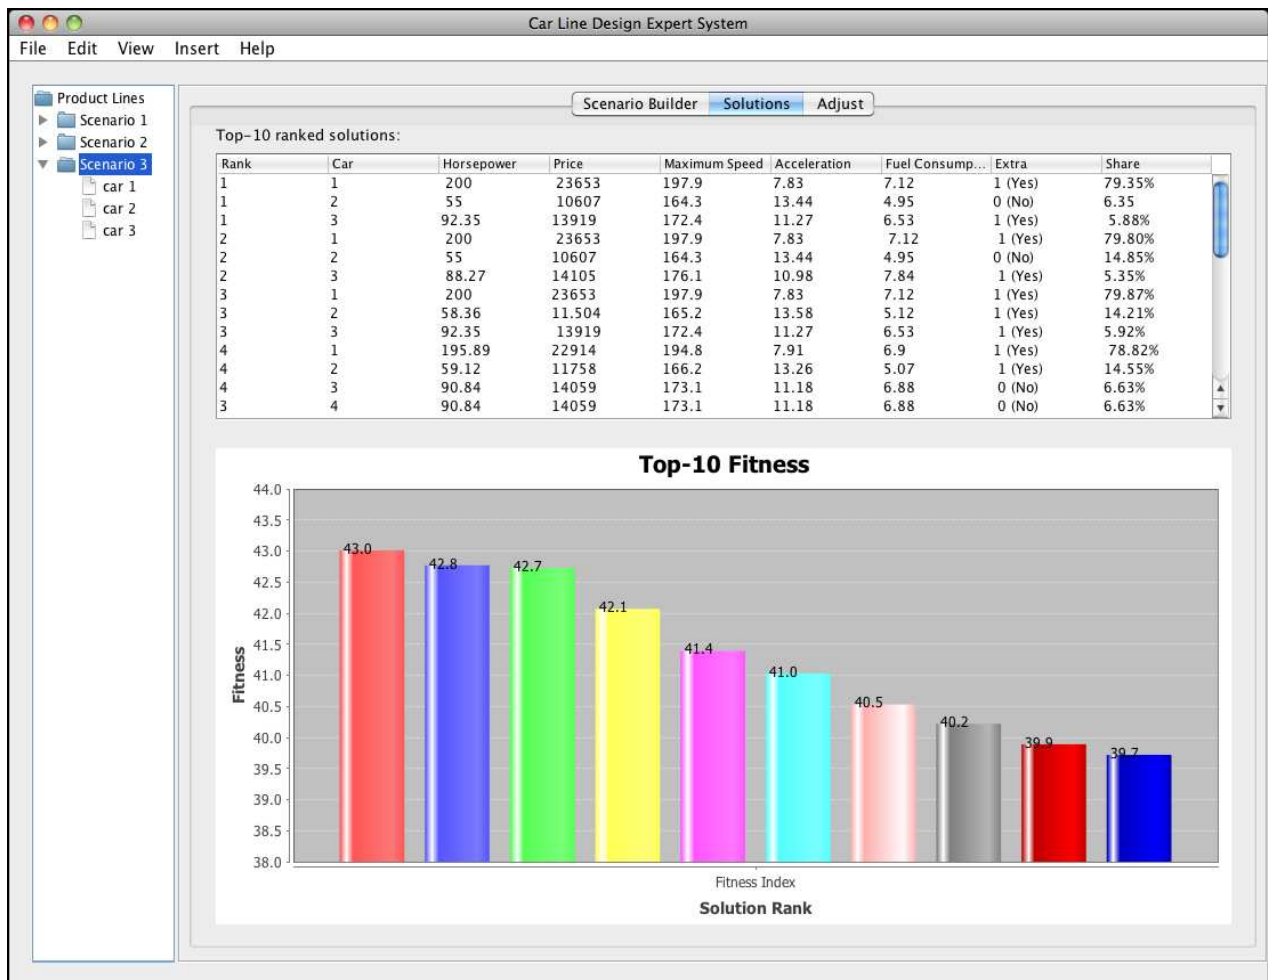 Car Line Design Expert System
File Edit View Insert Help
Product Lines
Scenario 1
Scenario 2
Scenario 3
car 1
car 2
car 3
Scenario Builder Solutions Adjust
Top-10 ranked solutions:
Rank Car Horsepower Price Maximum Speed Acceleration Fuel Consump... Extra Share
1 1 200 23653 197.9 7.83 7.12 1 (Yes) 79.35%
1 2 55 10607 164.3 13.44 4.95 0 (No) 6.35
1 3 92.35 13919 172.4 11.27 6.53 1 (Yes) 5.88%
2 1 200 23653 197.9 7.83 7.12 1 (Yes) 79.80%
2 2 55 10607 164.3 13.44 4.95 0 (No) 14.85%
2 3 88.27 14105 176.1 10.98 7.84 1 (Yes) 5.35%
3 1 200 23653 197.9 7.83 7.12 1 (Yes) 79.87%
3 2 58.36 11.504 165.2 13.58 5.12 1 (Yes) 14.21%
3 3 92.35 13919 172.4 11.27 6.53 1 (Yes) 5.92%
4 1 195.89 22914 194.8 7.91 6.9 1 (Yes) 78.82%
4 2 59.12 11758 166.2 13.26 5.07 1 (Yes) 14.55%
4 3 90.84 14059 173.1 11.18 6.88 0 (No) 6.63%
3 4 90.84 14059 173.1 11.18 6.88 0 (No) 6.63%
Top-10 Fitness
44.0
43.5
43.0
42.5
42.0
41.5
41.0
40.5
40.0
39.5
39.0
38.5
38.0
Fitness
43.0
42.8
42.7
42.1
41.4
41.0
40.5
40.2
39.9
39.7
Fitness Index
Solution Rank